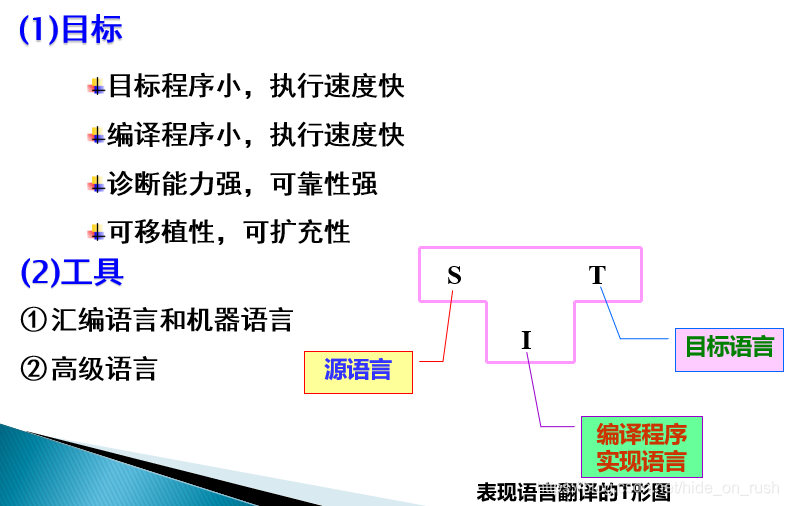 (1)目标
目标程序小，执行速度快
编译程序小，执行速度快
诊断能力强，可靠性强
可移植性，可扩充性
(2)工具
①汇编语言和机器语言
②高级语言
S
T
I
源语言
目标语言
编译程序
实现语言
表现语言翻译的T形图
net/hide_on_rush